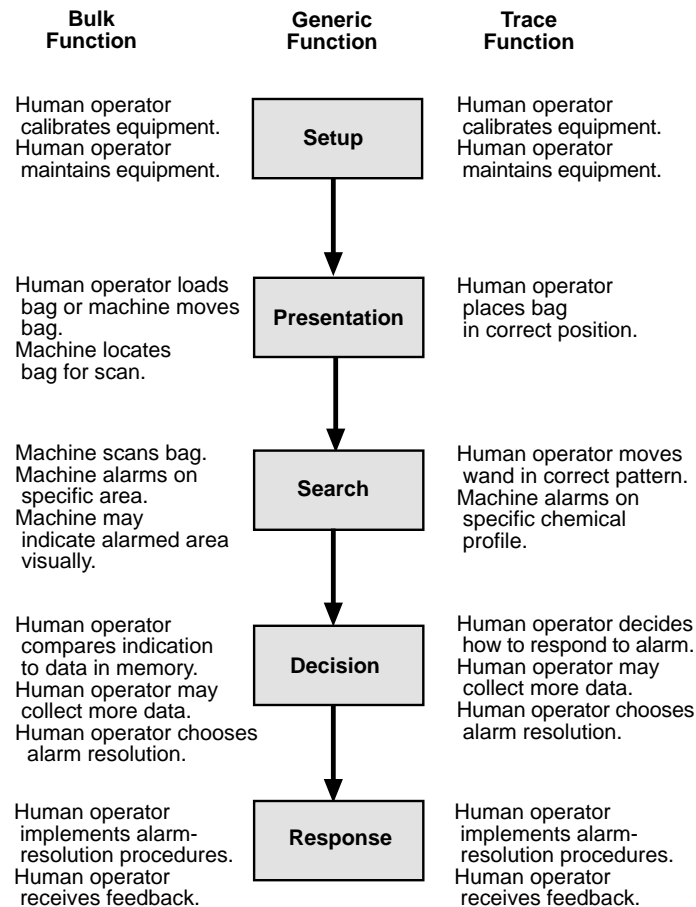 Bulk
Function
Generic
Function
Trace
Function
Human operator
calibrates equipment.
Human operator
maintains equipment.
Setup
Human operator
calibrates equipment.
Human operator
maintains equipment.
Human operator loads
bag or machine moves
bag.
Machine locates
bag for scan.
Presentation
Human operator
places bag
in correct position.
Machine scans bag.
Machine alarms on
specific area.
Machine may
indicate alarmed area
visually.
Search
Human operator moves
wand in correct pattern.
Machine alarms on
specific chemical
profile.
Human operator
compares indication
to data in memory.
Human operator may
collect more data.
Human operator chooses
alarm resolution.
Decision
Human operator decides
how to respond to alarm.
Human operator may
collect more data.
Human operator chooses
alarm resolution.
Human operator
implements alarm-
resolution procedures.
Human operator
receives feedback.
Response
Human operator
implements alarm-
resolution procedures.
Human operator
receives feedback.